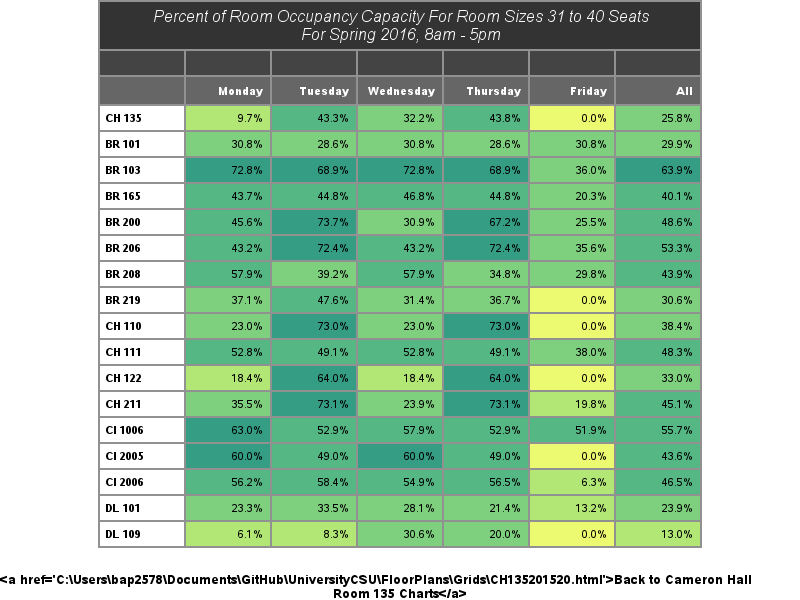 Percent of Room Occupancy Capacity For Room Sizes 31 to 40 Seats
For Spring 2016, 8am - 5pm
Monday Tuesday Wednesday Thursday Friday All
CH 135 9.7% 43.3% 32.2% 43.8% 0.0% 25.8%
BR 101 30.8% 28.6% 30.8% 28.6% 30.8% 29.9%
BR 103 72.8% 68.9% 72.8% 68.9% 36.0% 63.9%
BR 165 43.7% 44.8% 46.8% 44.8% 20.3% 40.1%
BR 200 45.6% 73.7% 30.9% 67.2% 25.5% 48.6%
BR 206 43.2% 72.4% 43.2% 72.4% 35.6% 53.3%
BR 208 57.9% 39.2% 57.9% 34.8% 29.8% 43.9%
BR 219 37.1% 47.6% 31.4% 36.7% 0.0% 30.6%
CH 110 23.0% 73.0% 23.0% 73.0% 0.0% 38.4%
CH 111 52.8% 49.1% 52.8% 49.1% 38.0% 48.3%
CH 122 18.4% 64.0% 18.4% 64.0% 0.0% 33.0%
CH 211 35.5% 73.1% 23.9% 73.1% 19.8% 45.1%
CI 1006 63.0% 52.9% 57.9% 52.9% 51.9% 55.7%
CI 2005 60.0% 49.0% 60.0% 49.0% 0.0% 43.6%
CI 2006 56.2% 58.4% 54.9% 56.5% 6.3% 46.5%
DL 101 23.3% 33.5% 28.1% 21.4% 13.2% 23.9%
DL 109 6.1% 8.3% 30.6% 20.0% 0.0% 13.0%
<a href='C:\Users\bap2578\Documents\GitHub\UniversityCSU\FloorPlans\Grids\CH135201520.html'>Back to Cameron Hall
Room 135 Charts</a>